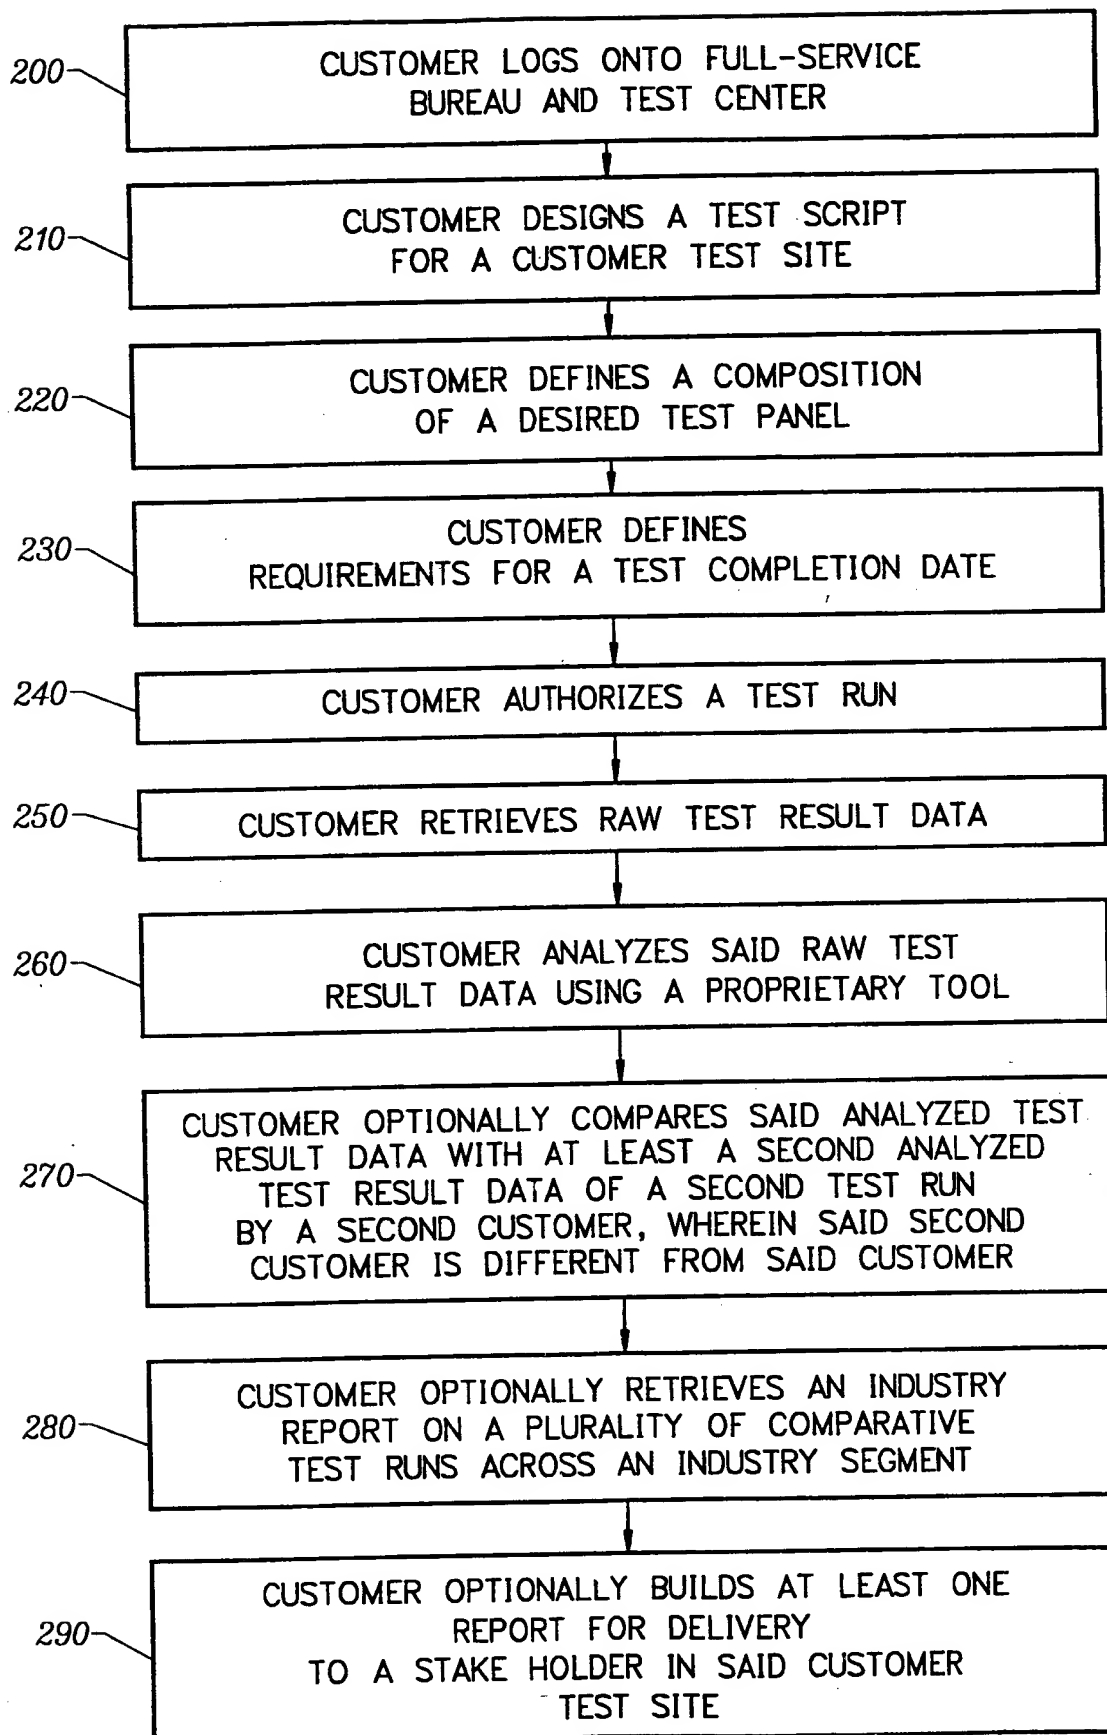 200
CUSTOMER LOGS ONTO FULL-SERVICE
BUREAU AND TEST CENTER
210
CUSTOMER DESIGNS A TEST SCRIPT
FOR A CUSTOMER TEST SITE
220
CUSTOMER DEFINES A COMPOSITION
OF A DESIRED TEST PANEL
230
CUSTOMER DEFINES
REQUIREMENTS FOR A TEST COMPLETION DATE
240
CUSTOMER AUTHORIZES A TEST RUN
250
CUSTOMER RETRIEVES RAW TEST RESULT DATA
260
CUSTOMER ANALYZES SAID RAW TEST
RESULT DATA USING A PROPRIETARY TOOL
270
CUSTOMER OPTIONALLY COMPARES SAID ANALYZED TEST
RESULT DATA WITH AT LEAST A SECOND ANALYZED
TEST RESULT DATA OF A SECOND TEST RUN
BY A SECOND CUSTOMER, WHEREIN SAID SECOND
CUSTOMER IS DIFFERENT FROM SAID CUSTOMER
280
CUSTOMER OPTIONALLY RETRIEVES AN INDUSTRY
REPORT ON A PLURALITY OF COMPARATIVE
TEST RUNS ACROSS AN INDUSTRY SEGMENT
290
CUSTOMER OPTIONALLY BUILDS AT LEAST ONE
REPORT FOR DELIVERY
TO A STAKE HOLDER IN SAID CUSTOMER
TEST SITE